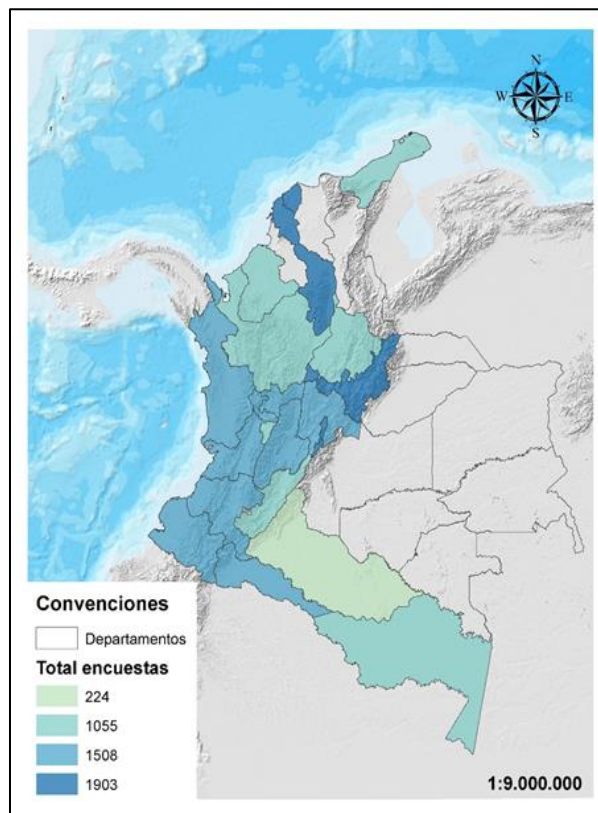 N
W E
S
Convenciones
Departamentos
Total encuestas
224
1055
1508
1903
1:9.000.000